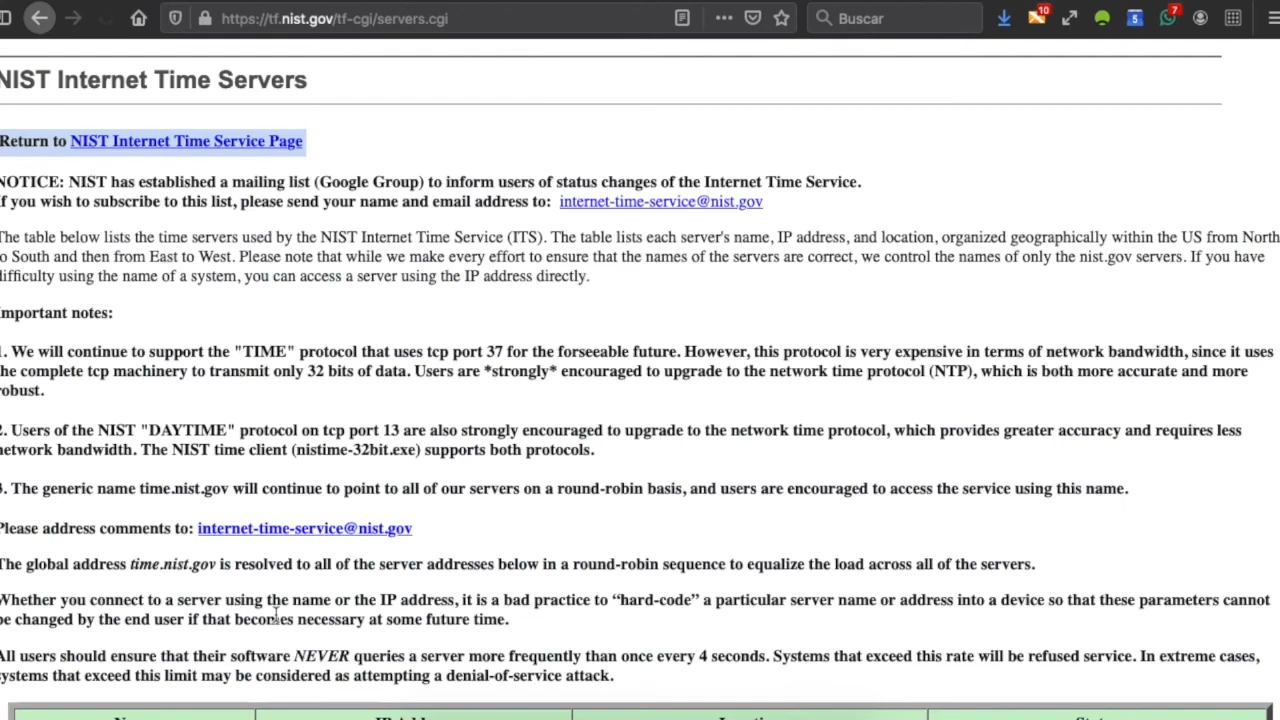 https://tf.nist.gov/tf-cgi/servers.cgi
Buscar
10
5
7
NIST Internet Time Servers
Return to NIST Internet Time Service Page
NOTICE: NIST has established a mailing list (Google Group) to inform users of status changes of the Internet Time Service.
If you wish to subscribe to this list, please send your name and email address to: internet-time-service@nist.gov
The table below lists the time servers used by the NIST Internet Time Service (ITS). The table lists each server's name, IP address, and location, organized geographically within the US from North
to South and then from East to West. Please note that while we make every effort to ensure that the names of the servers are correct, we control the names of only the nist.gov servers. If you have
difficulty using the name of a system, you can access a server using the IP address directly.
Important notes:
1. We will continue to support the "TIME" protocol that uses tcp port 37 for the forseeable future. However, this protocol is very expensive in terms of network bandwidth, since it uses
the complete tcp machinery to transmit only 32 bits of data. Users are *strongly* encouraged to upgrade to the network time protocol (NTP), which is both more accurate and more
robust.
2. Users of the NIST "DAYTIME" protocol on tcp port 13 are also strongly encouraged to upgrade to the network time protocol, which provides greater accuracy and requires less
network bandwidth. The NIST time client (nistime-32bit.exe) supports both protocols.
3. The generic name time.nist.gov will continue to point to all of our servers on a round-robin basis, and users are encouraged to access the service using this name.
Please address comments to: internet-time-service@nist.gov
The global address time.nist.gov is resolved to all of the server addresses below in a round-robin sequence to equalize the load across all of the servers.
Whether you connect to a server using the name or the IP address, it is a bad practice to “hard-code” a particular server name or address into a device so that these parameters cannot
be changed by the end user if that becomes necessary at some future time.
All users should ensure that their software NEVER queries a server more frequently than once every 4 seconds. Systems that exceed this rate will be refused service. In extreme cases,
systems that exceed this limit may be considered as attempting a denial-of-service attack.